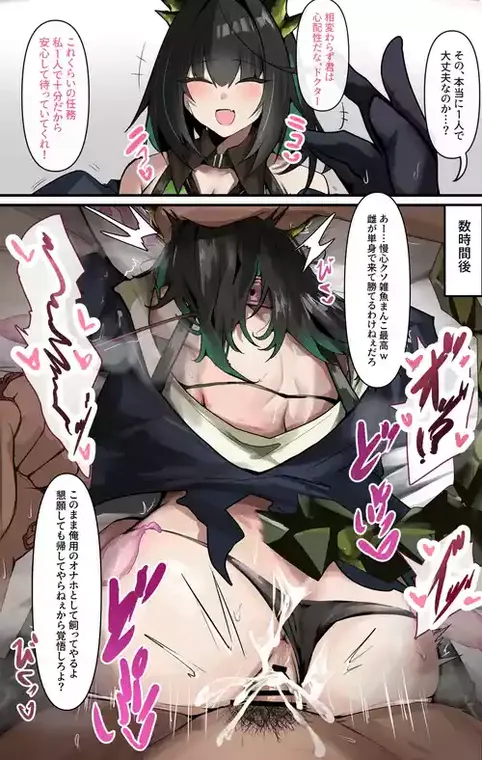 その、本当に1人で
大丈夫なのか…？
相変わらず君は
心配性だな、ドクター
これくらいの任務
私1人で十分だから
安心して待っていてくれ！
数時間後
あー…慢心クソ雑魚まんこ最高w
雌が単身で来て勝てるわけねぇだろ
このまま俺用のオナホとして飼ってやるよ
懇願しても帰してやらねぇから覚悟しろよ？